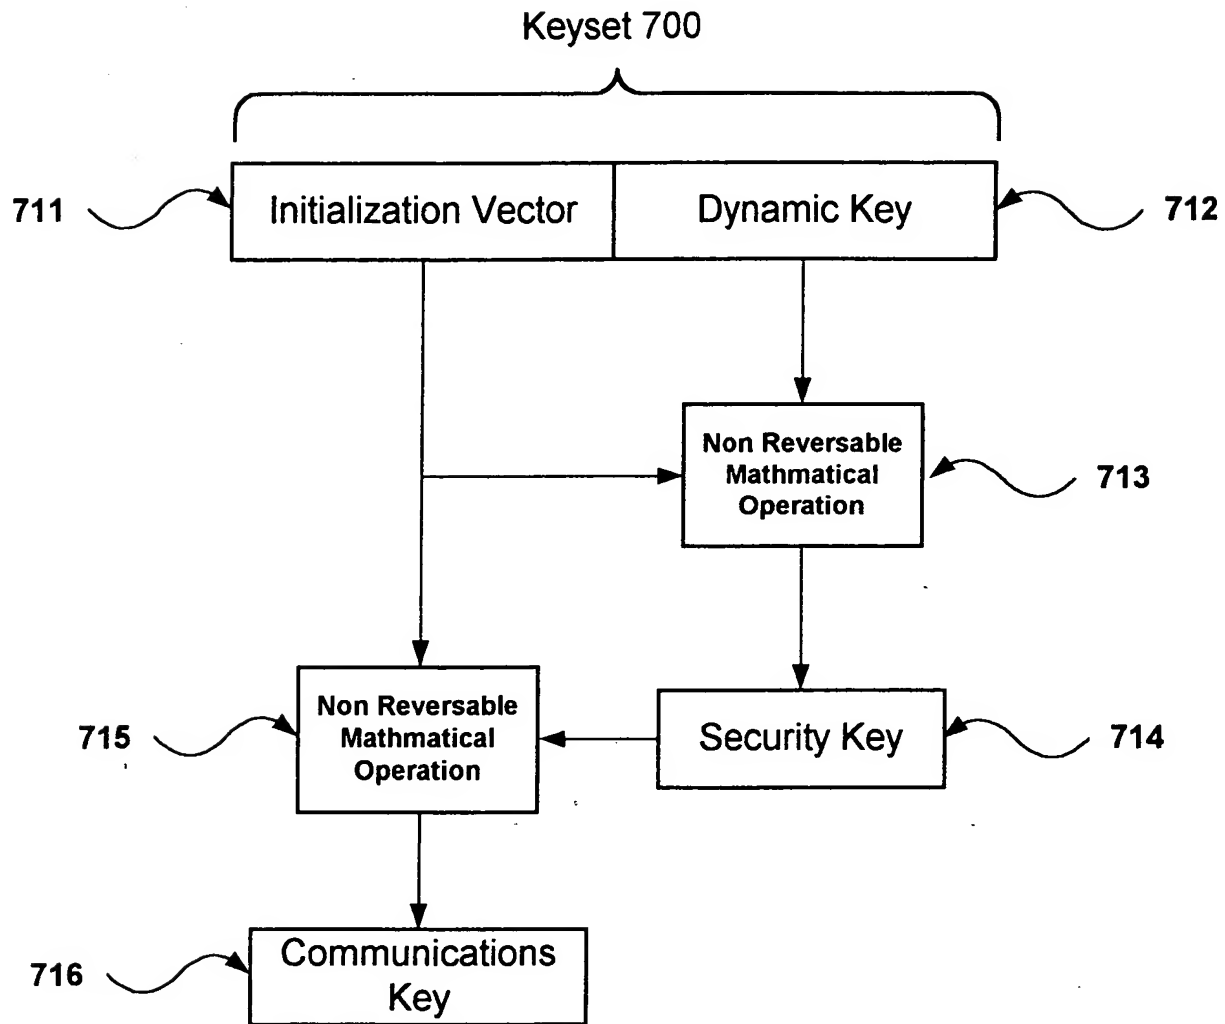 Keyset 700
711
Initialization Vector
Dynamic Key
712
Non Reversable
Mathmatical
Operation
713
Non Reversable
Mathmatical
Operation
715
Security Key
714
Communications
Key
716